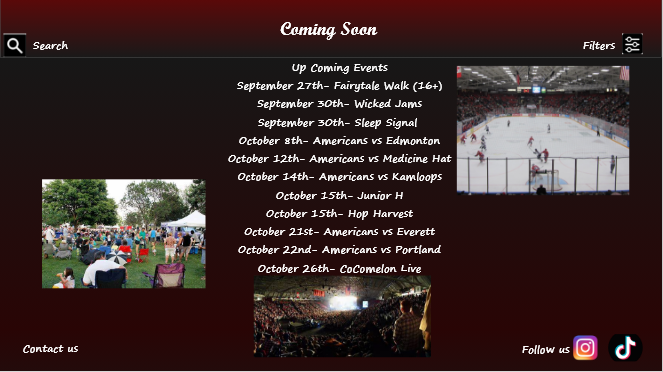 Coming Soon
Search
Filters
Up Coming Events
September 27th- Fairytale Walk (16+)
September 30th- Wicked Jams
September 30th- Sleep Signal
October 8th- Americans vs Edmonton
October 12th- Americans vs Medicine Hat
October 14th- Americans vs Kamloops
October 15th- Junior H
October 15th- Hop Harvest
October 21st- Americans vs Everett
October 22nd- Americans vs Portland
October 26th- CoComelon Live
Contact us
Follow us